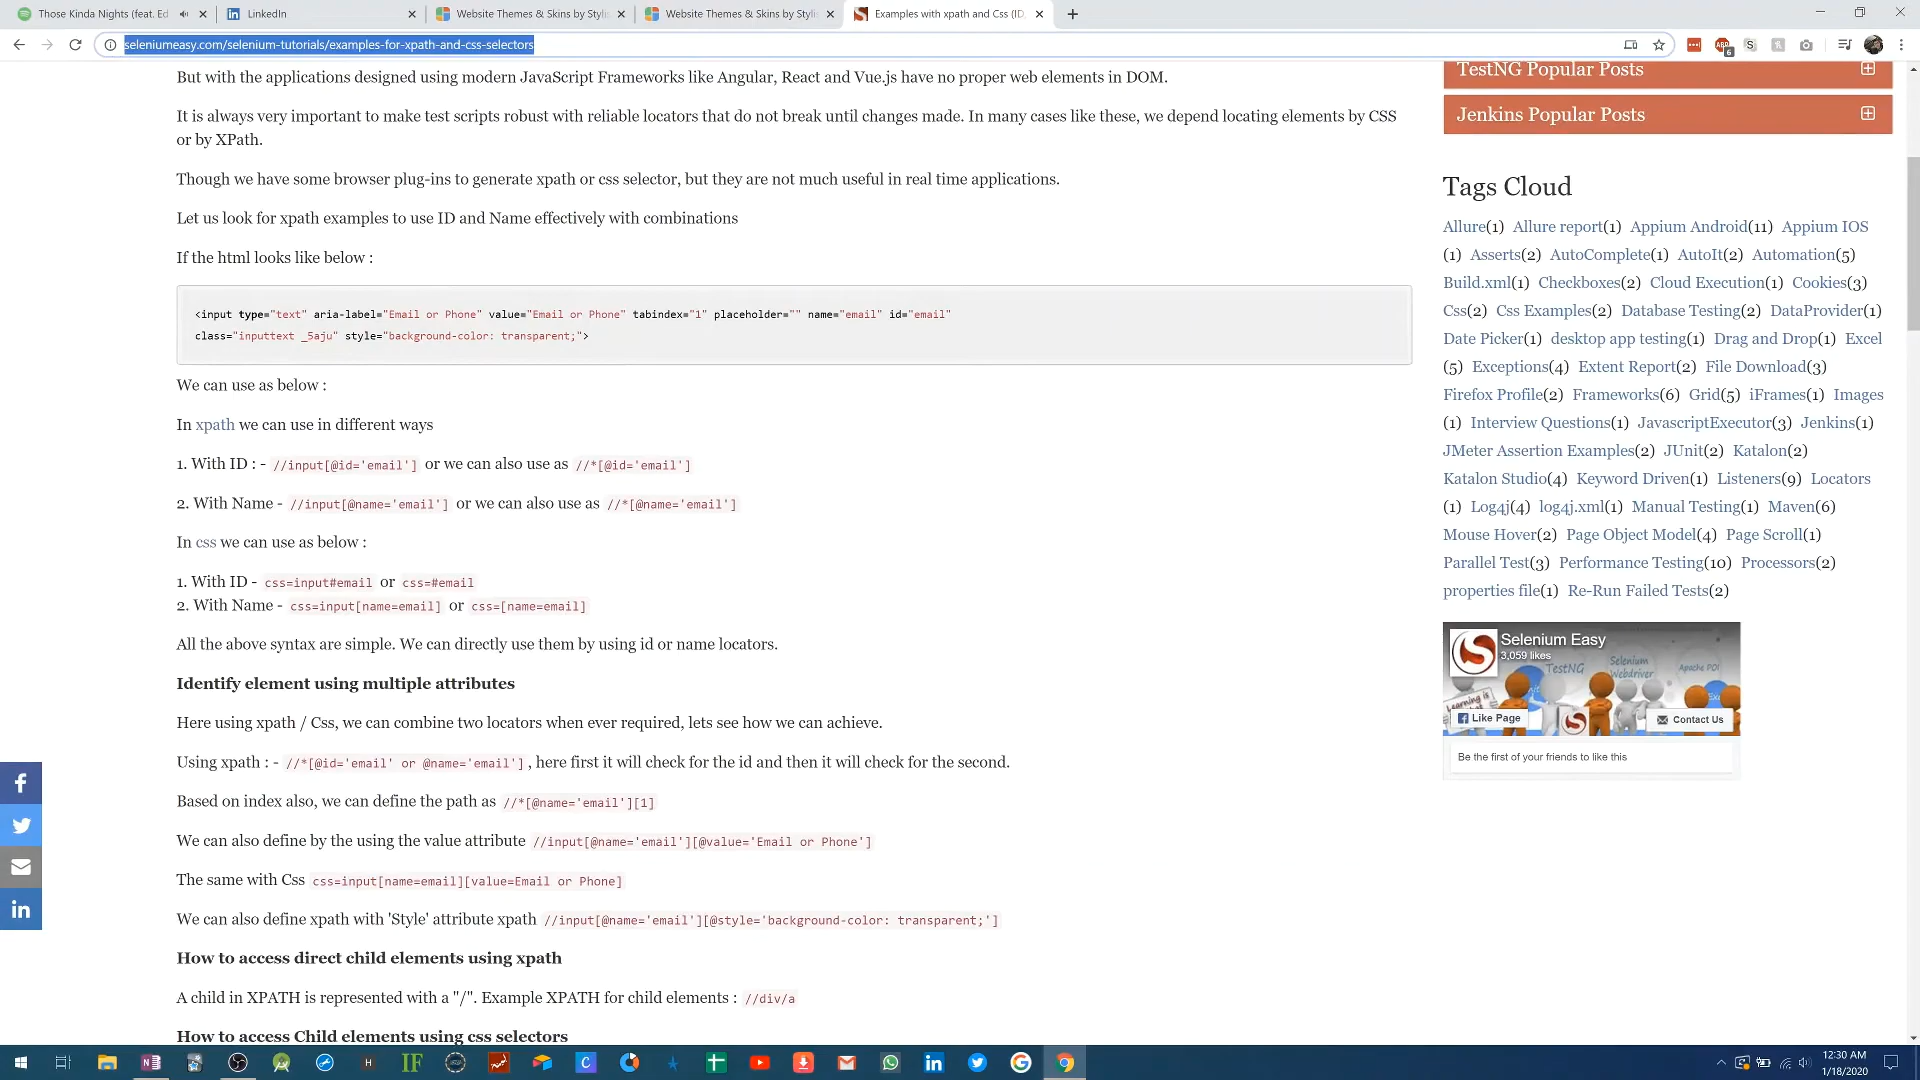 Those Kinda Nights (feat. Ed
LinkedIn
Website Themes & Skins by Styli
Website Themes & Skins by Styli
Examples with xpath and Css (ID,
seleniumeasy.com/selenium-tutorials/examples-for-xpath-and-css-selectors
But with the applications designed using modern JavaScript Frameworks like Angular, React and Vue.js have no proper web elements in DOM.
It is always very important to make test scripts robust with reliable locators that do not break until changes made. In many cases like these, we depend locating elements by CSS
or by XPath.
Though we have some browser plug-ins to generate xpath or css selector, but they are not much useful in real time applications.
Let us look for xpath examples to use ID and Name effectively with combinations
If the html looks like below :
<input type="text" aria-label="Email or Phone" value="Email or Phone" tabindex="1" placeholder="" name="email" id="email"
class="inputtext _5aju" style="background-color: transparent;">
We can use as below :
In xpath we can use in different ways
1. With ID : - //input[@id='email'] or we can also use as //*[@id='email']
2. With Name - //input[@name='email'] or we can also use as //*[@name='email']
In css we can use as below :
1. With ID - css=input#email or css=#email
2. With Name - css=input[name=email] or css=[name=email]
All the above syntax are simple. We can directly use them by using id or name locators.
Identify element using multiple attributes
Here using xpath / Css, we can combine two locators when ever required, lets see how we can achieve.
Using xpath : - //*[@id='email' or @name='email'] , here first it will check for the id and then it will check for the second.
Based on index also, we can define the path as //*[@name='email'][1]
We can also define by the using the value attribute //input[@name='email'][@value='Email or Phone']
The same with Css css=input[name=email][value=Email or Phone]
We can also define xpath with 'Style' attribute xpath //input[@name='email'][@style='background-color: transparent;']
How to access direct child elements using xpath
A child in XPATH is represented with a "/". Example XPATH for child elements : //div/a
How to access Child elements using css selectors
TestNG Popular Posts
Jenkins Popular Posts
Tags Cloud
Allure(1) Allure report(1) Appium Android(11) Appium IOS
(1) Asserts(2) AutoComplete(1) AutoIt(2) Automation(5)
Build.xml(1) Checkboxes(2) Cloud Execution(1) Cookies(3)
Css(2) Css Examples(2) Database Testing(2) DataProvider(1)
Date Picker(1) desktop app testing(1) Drag and Drop(1) Excel
(5) Exceptions(4) Extent Report(2) File Download(3)
Firefox Profile(2) Frameworks(6) Grid(5) iFrames(1) Images
(1) Interview Questions(1) JavascriptExecutor(3) Jenkins(1)
JMeter Assertion Examples(2) JUnit(2) Katalon(2)
Katalon Studio(4) Keyword Driven(1) Listeners(9) Locators
(1) Log4j(4) log4j.xml(1) Manual Testing(1) Maven(6)
Mouse Hover(2) Page Object Model(4) Page Scroll(1)
Parallel Test(3) Performance Testing(10) Processors(2)
properties file(1) Re-Run Failed Tests(2)
Selenium Easy
3,059 likes
TestNG
Selenium
Webdriver
Apache POI
Learning is
Like Page
Contact Us
Be the first of your friends to like this
12:30 AM
1/18/2020